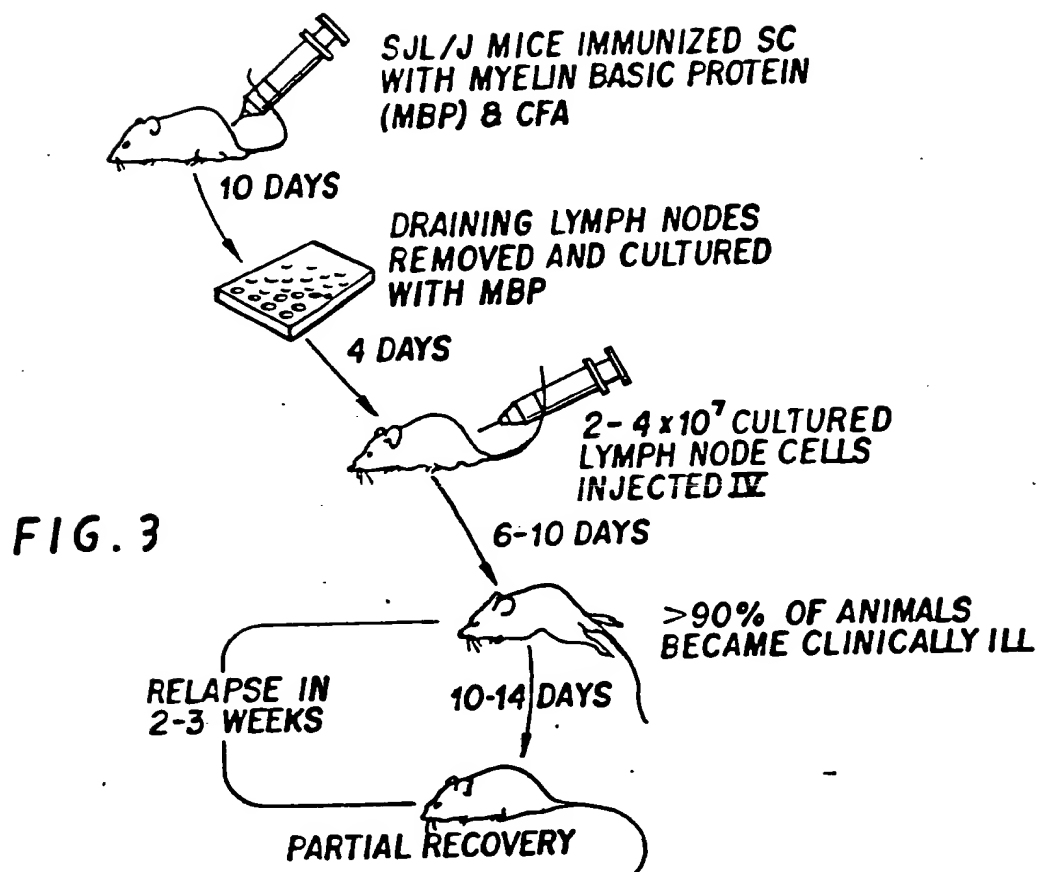 SJL/J MICE IMMUNIZED SC
WITH MYELIN BASIC PROTEIN
(MBP) & CFA
10 DAYS
DRAINING LYMPH NODES
REMOVED AND CULTURED
WITH MBP
4 DAYS
2-4x10⁷ CULTURED
LYMPH NODE CELLS
INJECTED IV
FIG. 3
6-10 DAYS
>90% OF ANIMALS
BECAME CLINICALLY ILL
RELAPSE IN
2-3 WEEKS
10-14 DAYS
PARTIAL RECOVERY